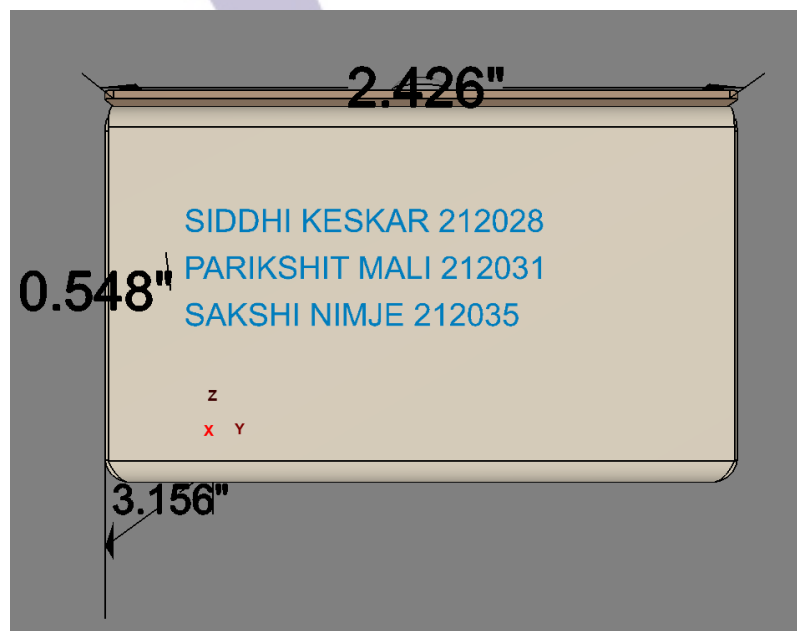 2.426"
SIDDHI KESKAR 212028
0.548" PARIKSHIT MALI 212031
SAKSHI NIMJE 212035
Z
X Y
3.156"